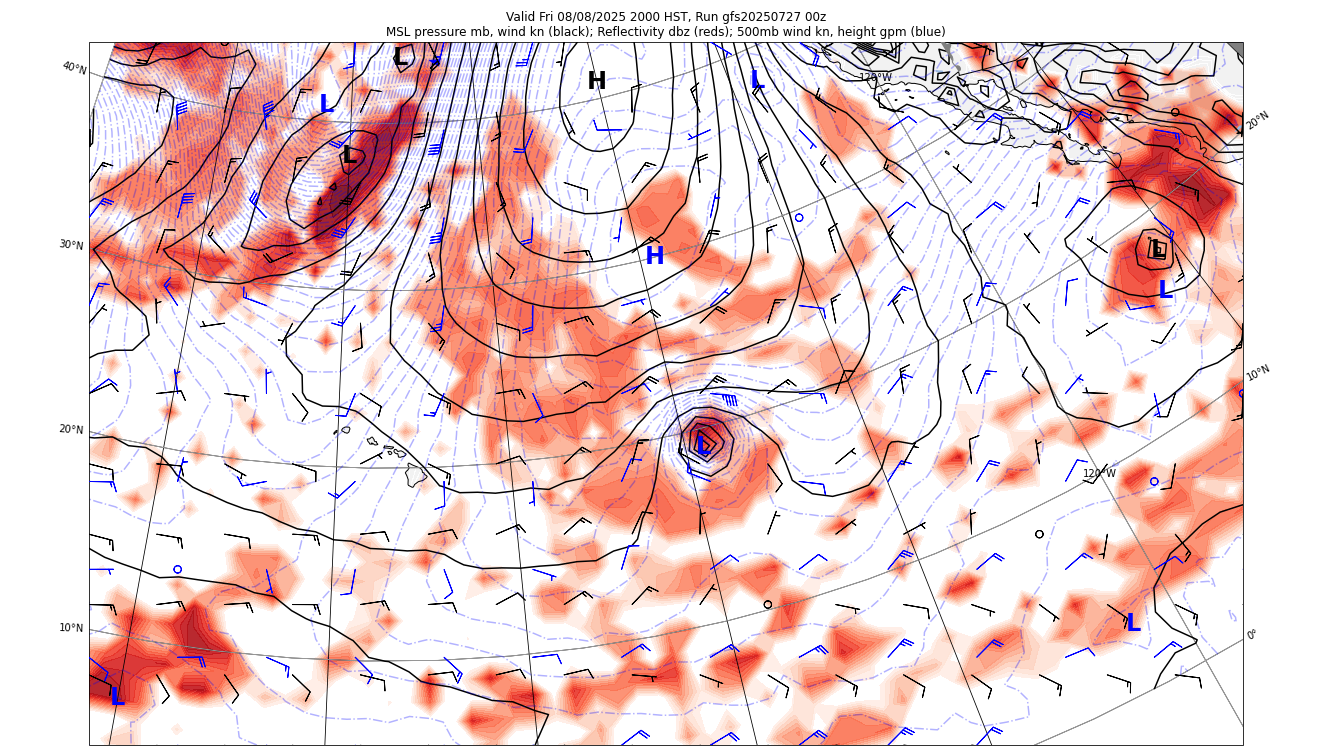 Valid Fri 08/08/2025 2000 HST, Run gfs20250727 00z
MSL pressure mb, wind kn (black); Reflectivity dbz (reds); 500mb wind kn, height gpm (blue)
L
H
L
40°N
120°W
L
20°N
L
30°N
H
L
L
10°N
20°N
L
120°W
10°N
L
0°
L